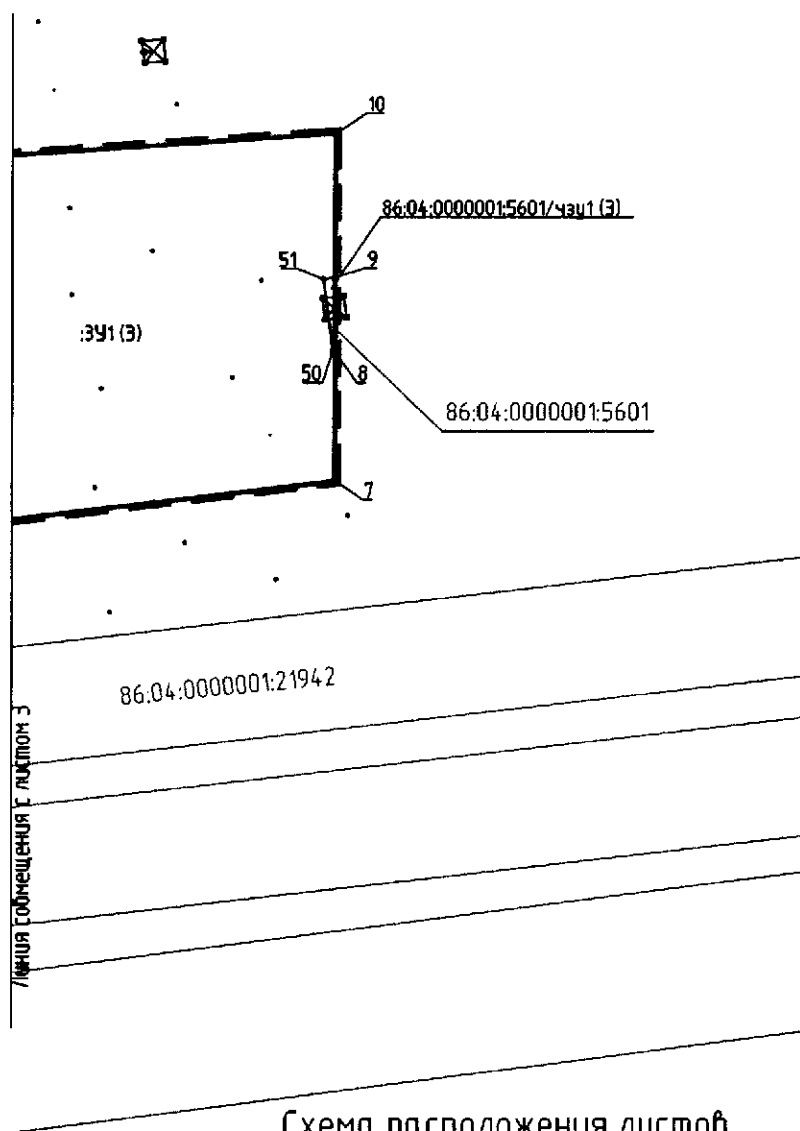 10
86:04:0000001:5601/чзу1 (3)
51
9
:ЗУ1 (3)
50
8
86:04:0000001:5601
7
86:04:0000001:21942
Линия совмещения с листом 3
Схема расположения листов